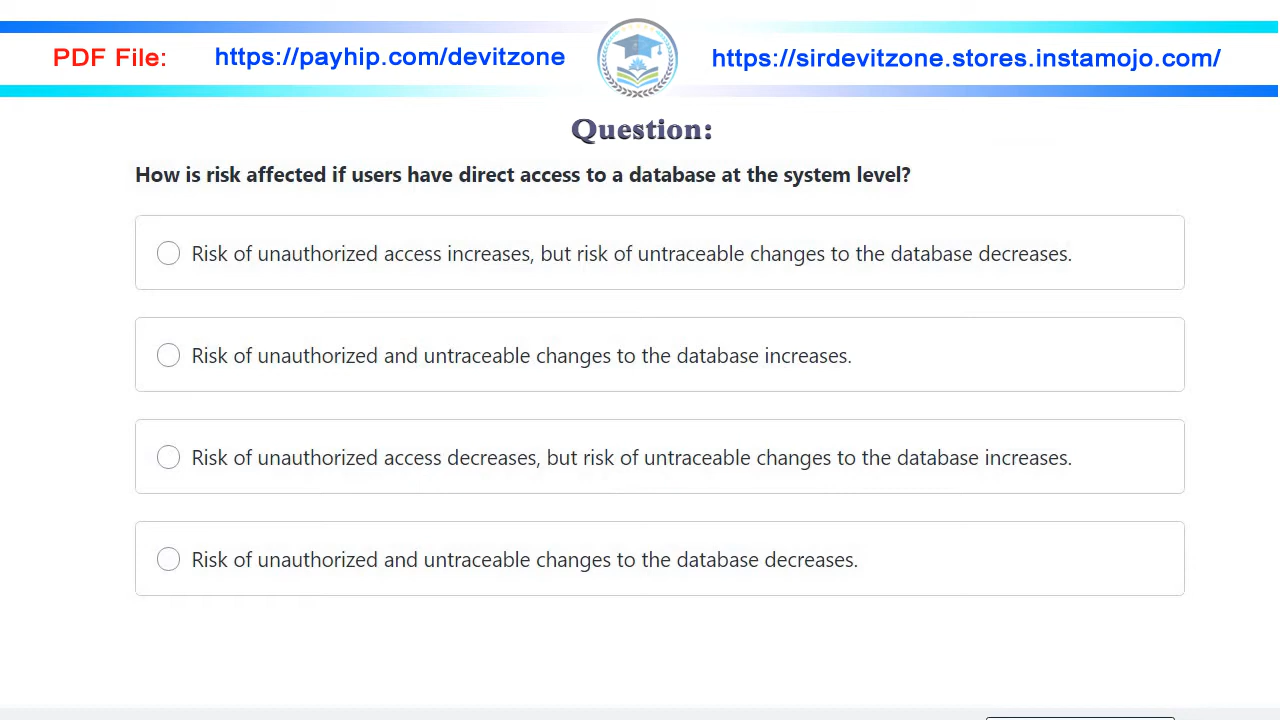 PDF File: https://payhip.com/devitzone https://sirdevitzone.stores.instamojo.com/
Question:
How is risk affected if users have direct access to a database at the system level?
Risk of unauthorized access increases, but risk of untraceable changes to the database decreases.
Risk of unauthorized and untraceable changes to the database increases.
Risk of unauthorized access decreases, but risk of untraceable changes to the database increases.
Risk of unauthorized and untraceable changes to the database decreases.